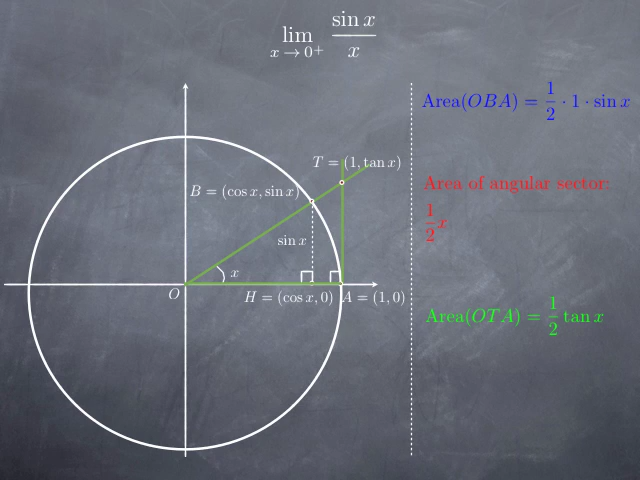 lim x → 0⁺ sin x / x
Area(OBA) = 1/2 · 1 · sin x
T = (1, tan x)
B = (cos x, sin x)
Area of angular sector:
1/2 x
sin x
x
O
H = (cos x, 0)
A = (1, 0)
Area(OTA) = 1/2 tan x